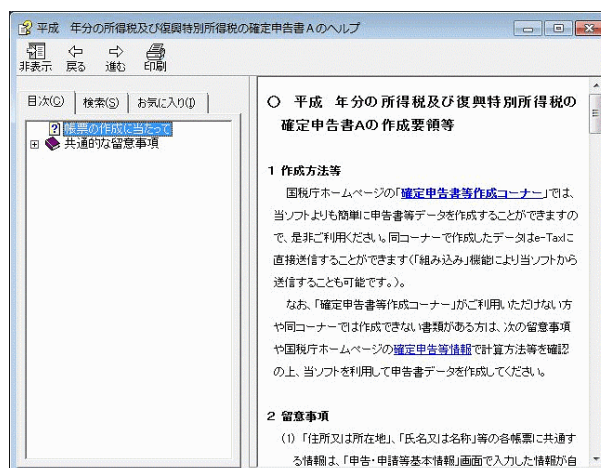 平成　年分の所得税及び復興特別所得税の確定申告書Aのヘルプ
非表示 戻る 進む 印刷
目次(C) 検索(S) お気に入り(I)
帳票の作成に当たって
共通的な留意事項
○ 平成　年分の所得税及び復興特別所得税の
確定申告書Aの作成要領等
1 作成方法等
国税庁ホームページの「確定申告書等作成コーナー」では、
当ソフトよりも簡単に申告書等データを作成することができますの
で、是非ご利用ください。同コーナーで作成したデータはe-Taxに
直接送信することができます(「組み込み」機能により当ソフトから
送信することも可能です。)。
なお、「確定申告書等作成コーナー」がご利用いただけない方
や同コーナーでは作成できない書類がある方は、次の留意事項
や国税庁ホームページの確定申告等情報で計算方法等を確認
の上、当ソフトを利用して申告書データを作成してください。
2 留意事項
(1) 「住所又は所在地」、「氏名又は名称」等の各帳票に共通す
る情報は、「申告・申請等基本情報」画面で入力した情報が自